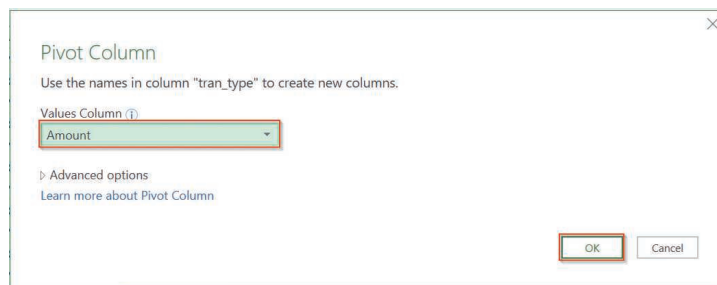 Pivot Column
Use the names in column "tran_type" to create new columns.
Values Column
Amount
Advanced options
Learn more about Pivot Column
OK Cancel